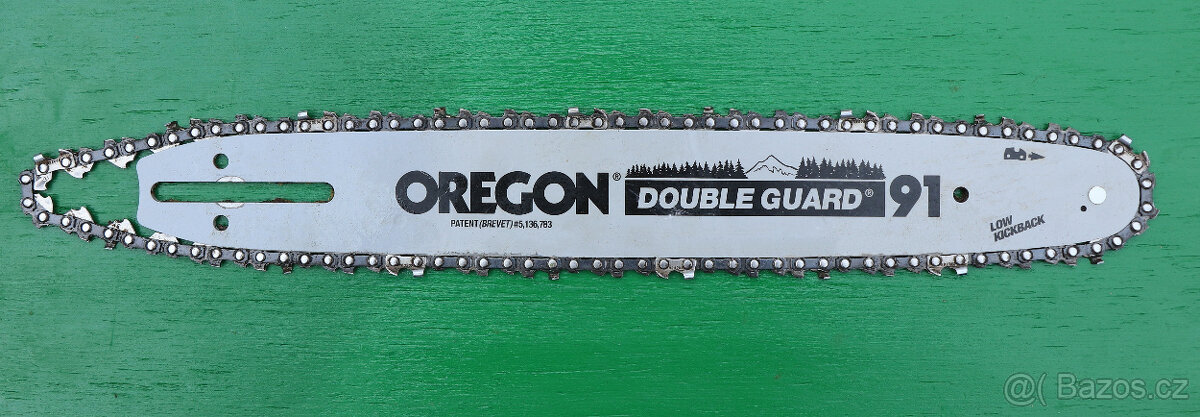 OREGON® DOUBLE GUARD® 91
PATENT (BREVET) #5,136,783
LOW
KICKBACK
@( Bazos.cz